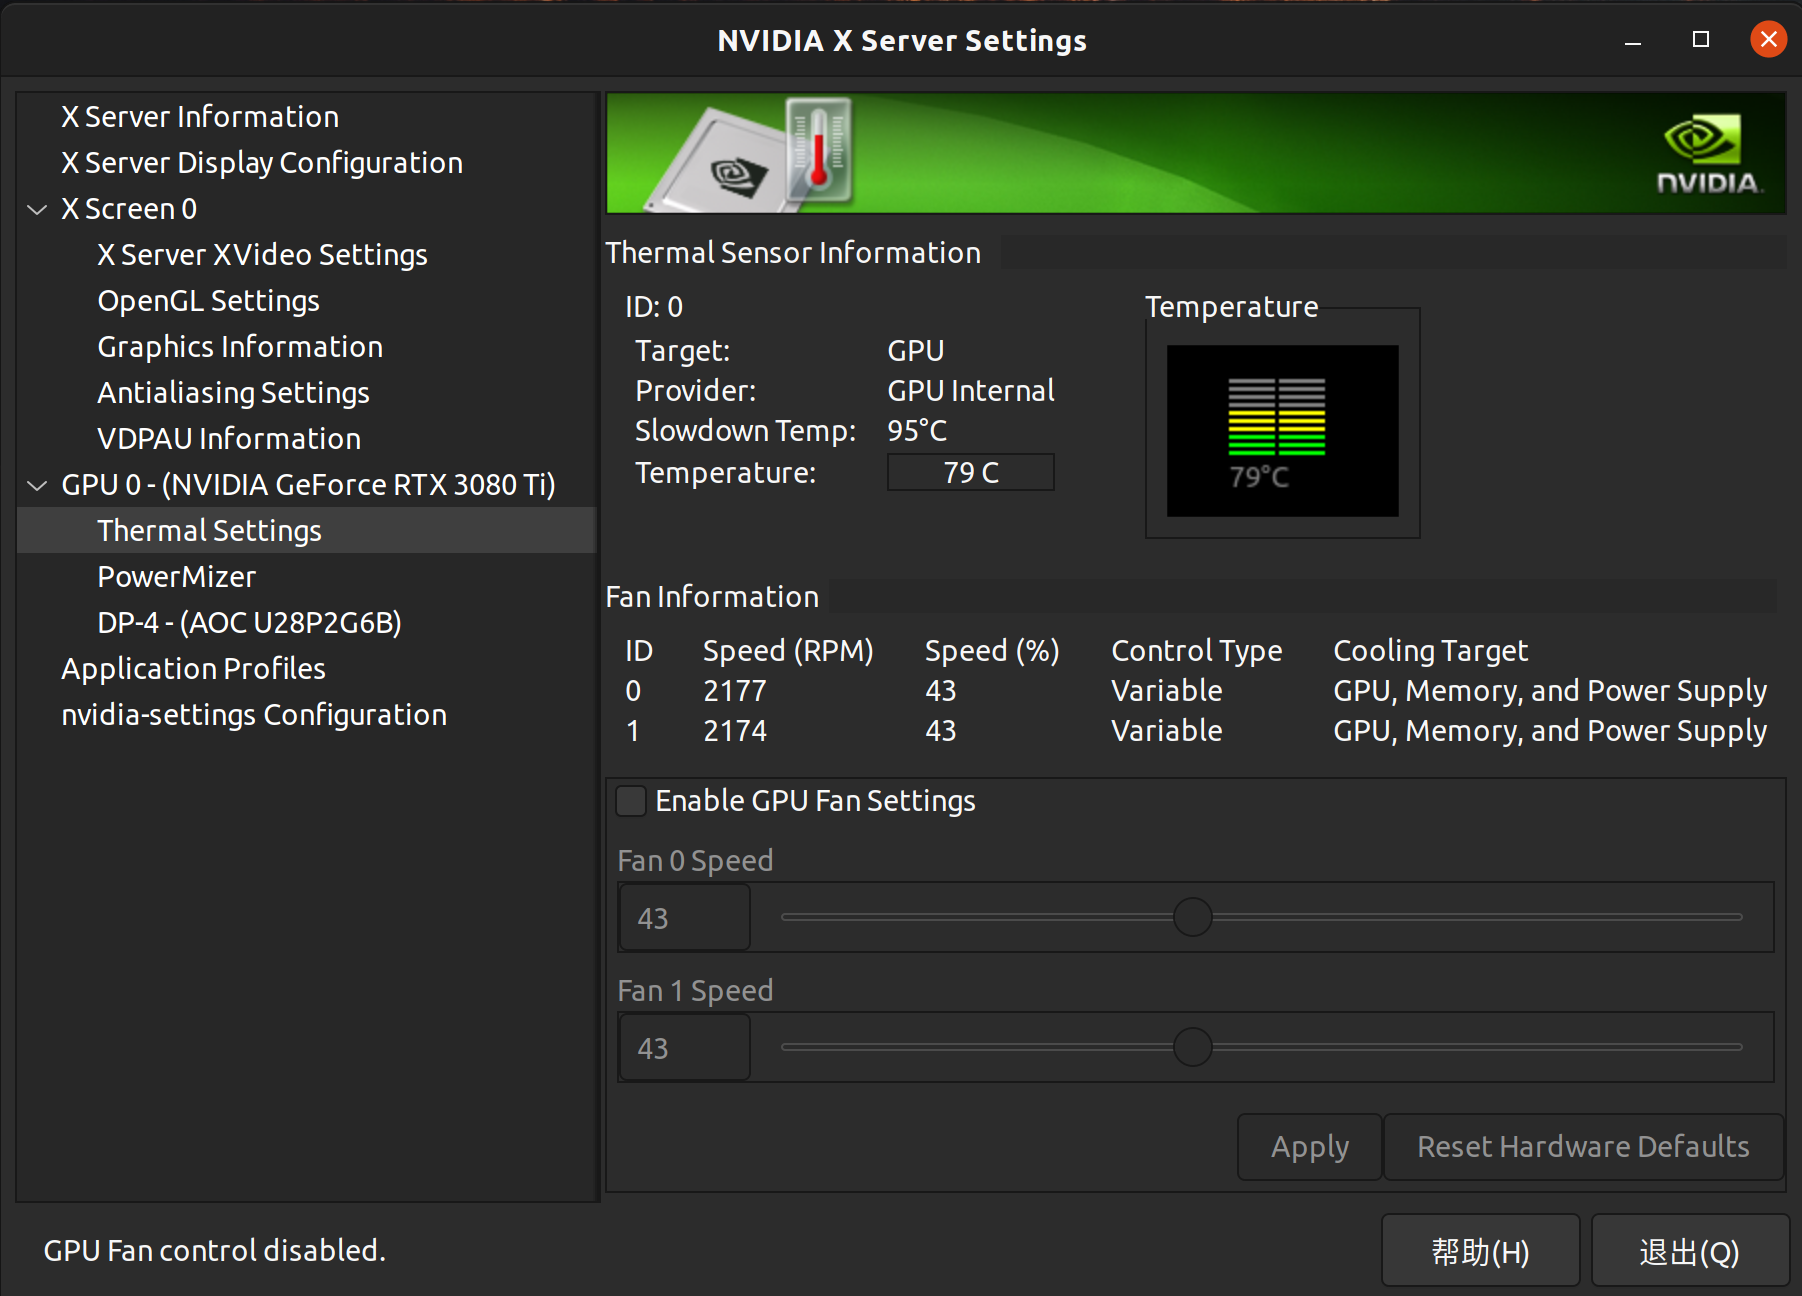 NVIDIA X Server Settings
X Server Information
X Server Display Configuration
X Screen 0
X Server XVideo Settings
OpenGL Settings
Graphics Information
Antialiasing Settings
VDPAU Information
GPU 0 - (NVIDIA GeForce RTX 3080 Ti)
Thermal Settings
PowerMizer
DP-4 - (AOC U28P2G6B)
Application Profiles
nvidia-settings Configuration
NVIDIA.
Thermal Sensor Information
ID: 0
Target: GPU
Provider: GPU Internal
Slowdown Temp: 95°C
Temperature: 79 C
Temperature
79°C
Fan Information
ID Speed (RPM) Speed (%) Control Type Cooling Target
0 2177 43 Variable GPU, Memory, and Power Supply
1 2174 43 Variable GPU, Memory, and Power Supply
Enable GPU Fan Settings
Fan 0 Speed
43
Fan 1 Speed
43
Apply Reset Hardware Defaults
GPU Fan control disabled.
帮助(H) 退出(Q)